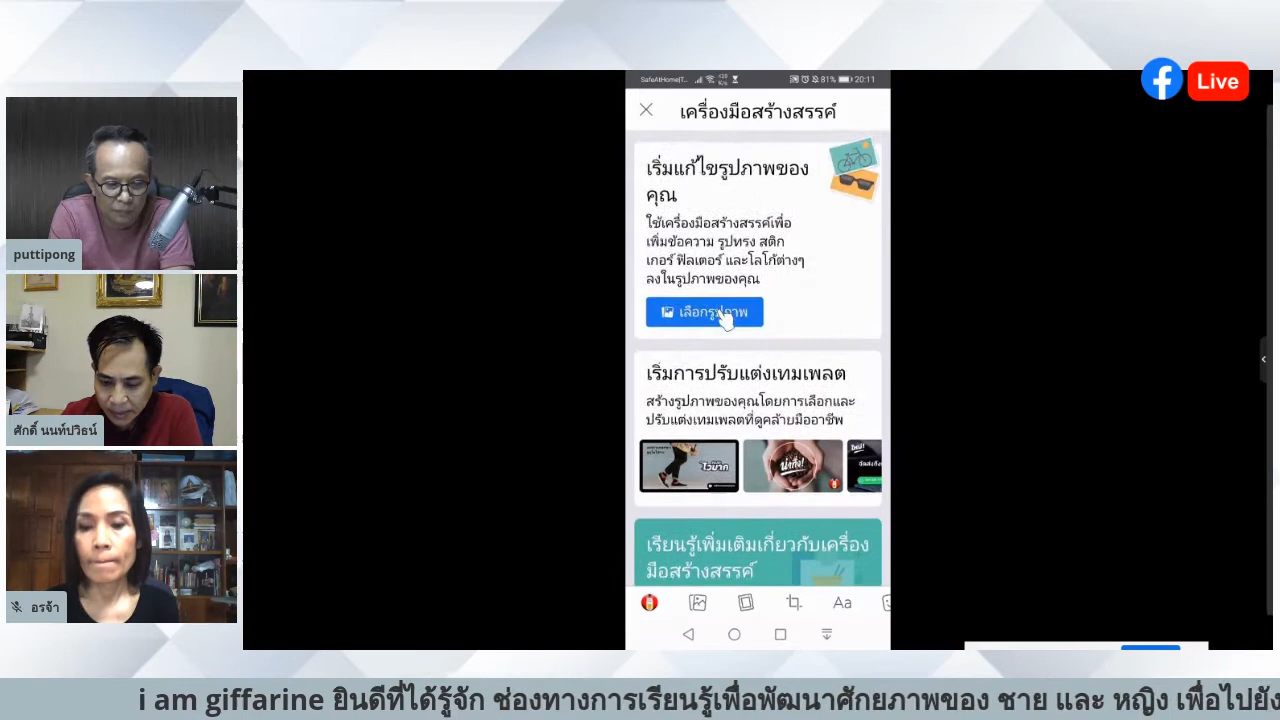 Live
SafeAtHome|T..
81%
20:11
เครื่องมือสร้างสรรค์
เริ่มแก้ไขรูปภาพของ
คุณ
ใช้เครื่องมือสร้างสรรค์เพื่อ
เพิ่มข้อความ รูปทรง สติก
เกอร์ ฟิลเตอร์ และโลโก้ต่างๆ
ลงในรูปภาพของคุณ
เลือกรูปภาพ
เริ่มการปรับแต่งเทมเพลต
สร้างรูปภาพของคุณโดยการเลือกและ
ปรับแต่งเทมเพลตที่ดูคล้ายมืออาชีพ
ไวมาก
น่ากิ๋ง!
เรียนรู้เพิ่มเติมเกี่ยวกับเครื่อง
มือสร้างสรรค์
Aa
puttipong
ศักดิ์ นนท์ปวิธน์
อรจ้า
i am giffarine ยินดีที่ได้รู้จัก ช่องทางการเรียนรู้เพื่อพัฒนาศักยภาพของ ชาย และ หญิง เพื่อไปยัง